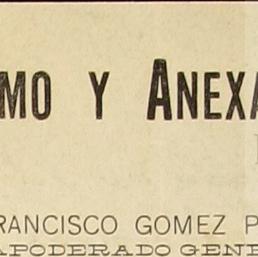 MO Y ANEXA
FRANCISCO GOMEZ P
APODERADO GENE